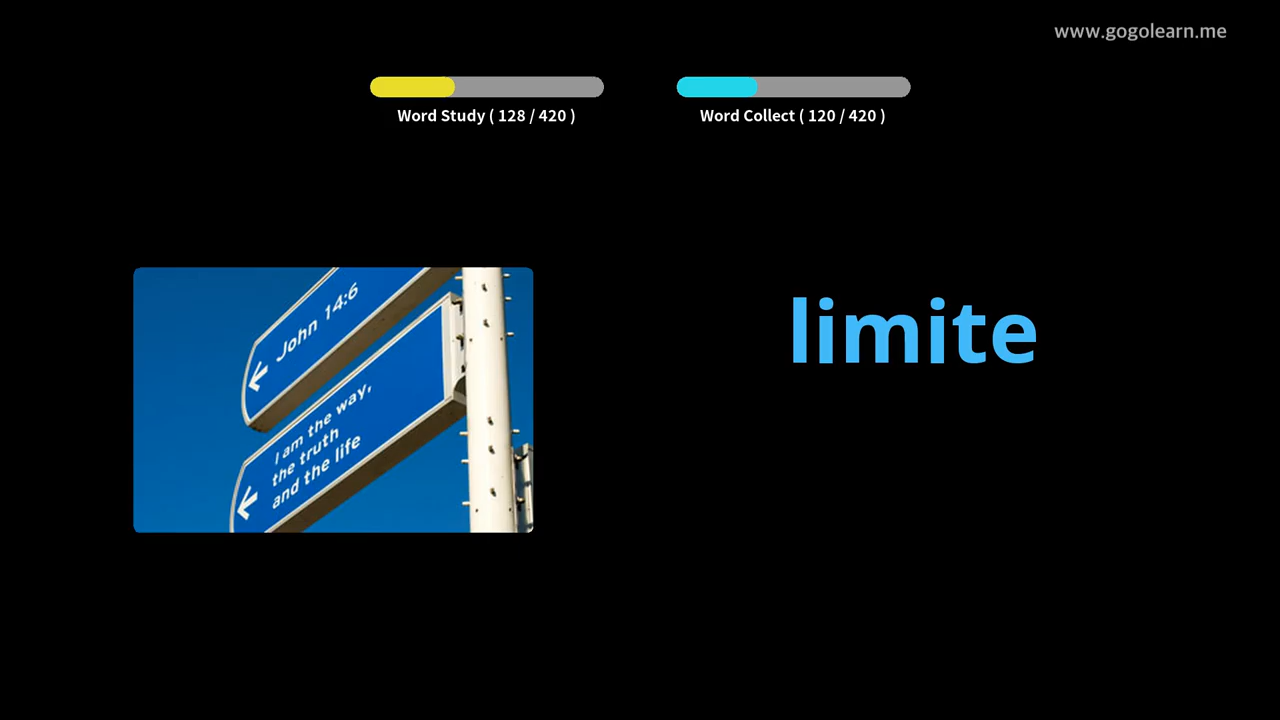 www.gogolearn.me
Word Study ( 128 / 420 )
Word Collect ( 120 / 420 )
John 14:6
I am the way,
the truth
and the life
limite